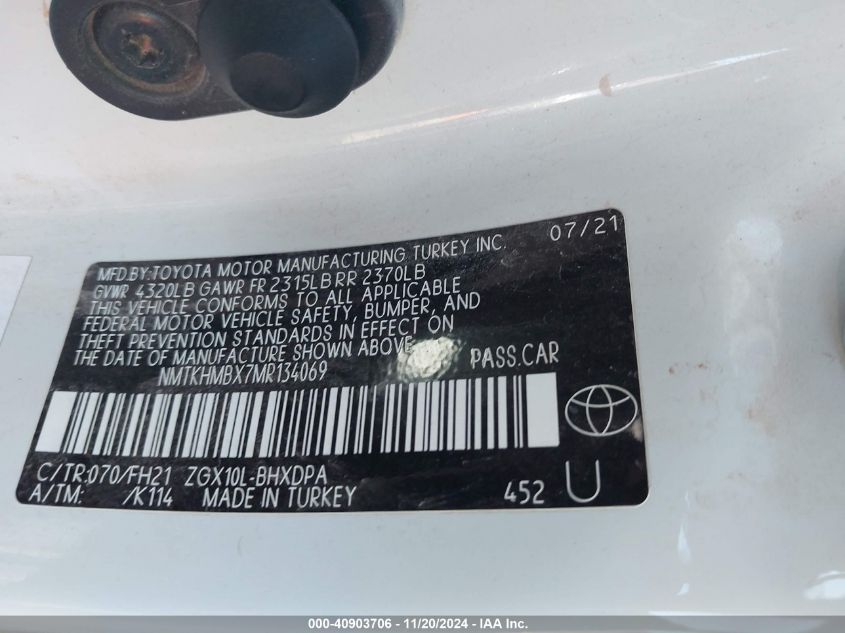 MFD.BY:TOYOTA MOTOR MANUFACTURING TURKEY INC. 07/21
GVWR 4320LB GAWR FR 2315LB RR 2370LB
THIS VEHICLE CONFORMS TO ALL APPLICABLE
FEDERAL MOTOR VEHICLE SAFETY, BUMPER, AND
THEFT PREVENTION STANDARDS IN EFFECT ON
THE DATE OF MANUFACTURE SHOWN ABOVE.
NMTKHMBX7MR134069 PASS.CAR
C/TR:070/FH21 ZGX10L-BHXDPA
A/TM: /K114 MADE IN TURKEY 452 U
000-40903706 - 11/20/2024 - IAA Inc.